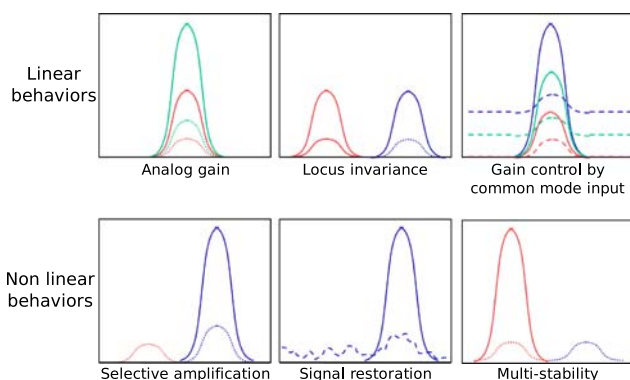 Linear
behaviors
Analog gain
Locus invariance
Gain control by
common mode input
Non linear
behaviors
Selective amplification
Signal restoration
Multi-stability